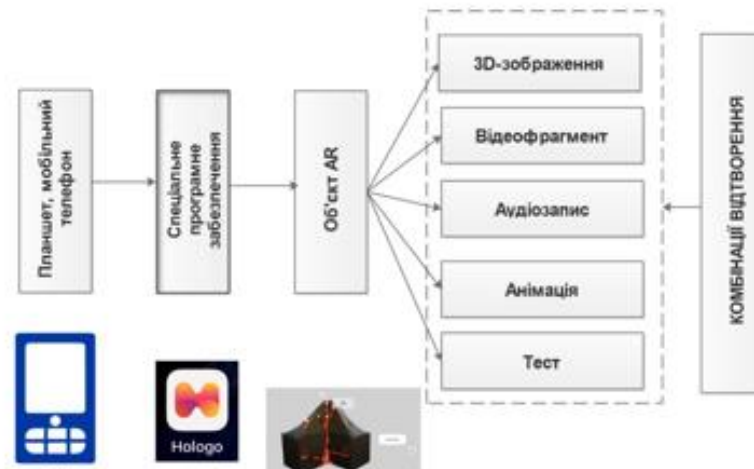 Планшет, мобільний
телефон
Спеціальне
програмне
забезпечення
Об'єкт AR
3D-зображення
Відеофрагмент
Аудіозапис
Анімація
Тест
КОМБІНАЦІЇ ВІДТВОРЕННЯ
Hologo